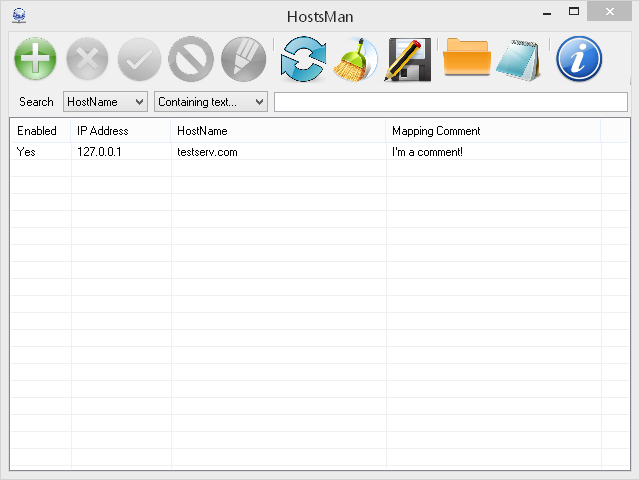 HostsMan
Search HostName Containing text...
Enabled IP Address HostName Mapping Comment
Yes 127.0.0.1 testserv.com I'm a comment!